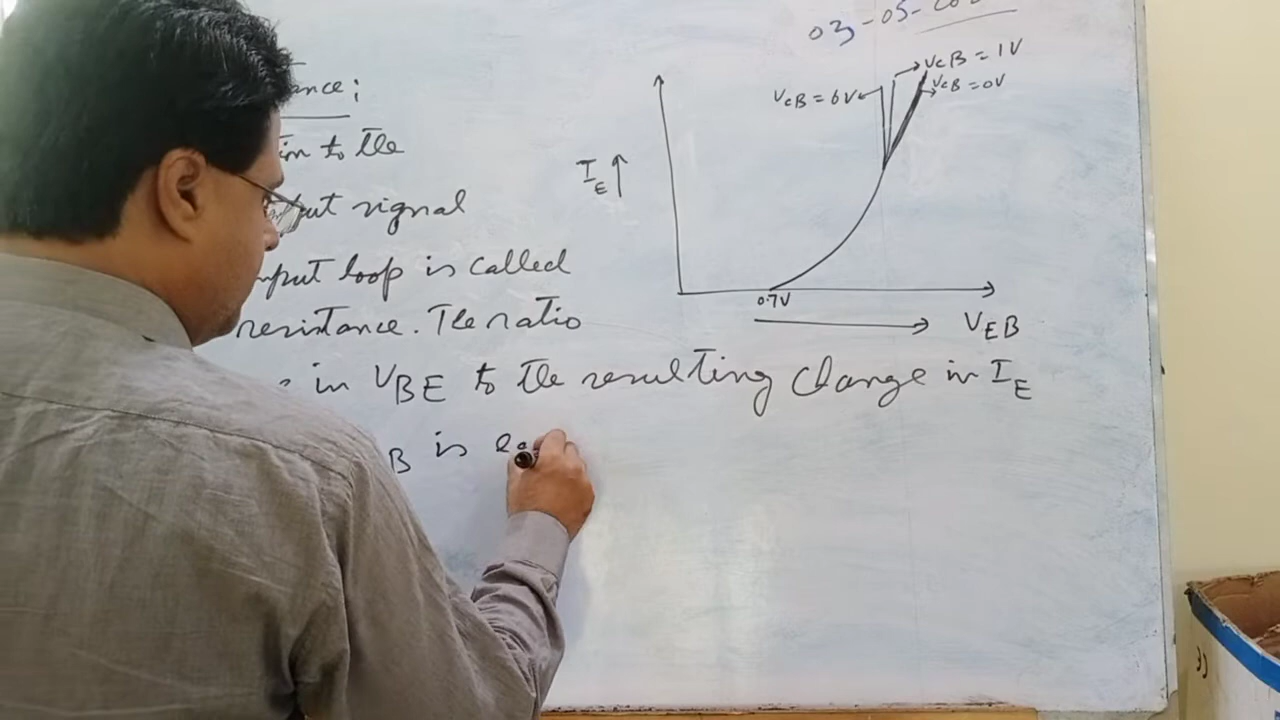 03-05-
ance;
to the
put signal
nput loop is called
resistance. The ratio
in VBE to the resulting change in IE
B is
VCB = 1V
VCB = 6V
VCB = 0V
IE
0.7V
VEB